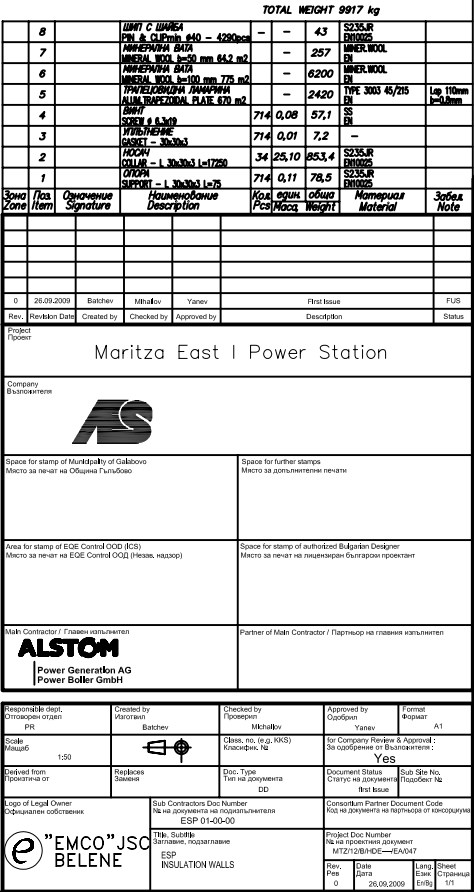 TOTAL WEIGHT 9917 kg
8 ШИП С ШАЙБА - - 43 S235JR
PIN & CLIPmin ø40 - 4290pcs EN10025
7 МИНЕРАЛНА ВАТА - 257 MINER.WOOL
MINERAL WOOL b=50 mm 64.2 m2 EN
6 МИНЕРАЛНА ВАТА - 6200 MINER.WOOL
MINERAL WOOL b=100 mm 775 m2 EN
5 ТРАПЕЦОВИДНА ЛАМАРИНА - 2420 TYPE 3003 45/215 Lap 110mm
ALUM.TRAPEZOIDAL PLATE 670 m2 EN b=0.8mm
4 ВИНТ 714 0,08 57,1 SS
SCREW ø 6.3x19 EN
3 УПЛЪТНЕНИЕ 714 0,01 7,2 -
GASKET - 30x30x3
2 НОСАЧ 34 25,10 853,4 S235JR
COLLAR - L 30x30x3 L=17250 EN10025
1 ОПОРА 714 0,11 78,5 S235JR
SUPPORT - L 30x30x3 L=75 EN10025
Зона Поз. Означение Наименование Кол. един. обща Материал Забел.
Zone Item Signature Description Pcs Маса, Weight Material Note
0 26.09.2009 Batchev Mihailov Yanev First Issue FUS
Rev. Revision Date Created by Checked by Approved by Description Status
Project
Проект
Maritza East I Power Station
Company
Възложителя
AES
Space for stamp of Municipality of Galabovo Space for further stamps
Място за печат на Община Гълъбово Място за допълнителни печати
Area for stamp of EQE Control OOD (ICS) Space for stamp of authorized Bulgarian Designer
Място за печат на EQE Control ООД (Незав. надзор) Място за печат на лицензиран български проектант
Main Contractor / Главен изпълнител Partner of Main Contractor / Партньор на главния изпълнител
ALSTOM
Power Generation AG
Power Boiler GmbH
Responsible dept. Created by Checked by Approved by Format
Отговорен отдел Изготвил Проверил Одобрил Формат
PR Batchev Michailov Yanev A1
Scale Class. no. (e.g. KKS) for Company Review & Approval :
Мащаб Класифик. № За одобрение от Възложителя :
1:50 Yes
Derived from Replaces Doc. Type Document Status Sub Site No.
Произтича от Заменя Тип на документа Статус на документа Подобект №
DD first Issue
Logo of Legal Owner Sub Contractors Doc Number Consortium Partner Document Code
Официален собственик № на документа на подизпълнителя Код на документа на партньора от консорциума
ESP 01-00-00
Title, Subtitle Project Doc Number
Заглавие, подзаглавие № на проектния документ
e "EMCO"JSC
BELENE
ESP MTZ/12/B/HDE----/EA/047
INSULATION WALLS
Rev. Date Lang. Sheet
Рев Дата Език Страница
0 26,09,2009 En/Bg 1/1